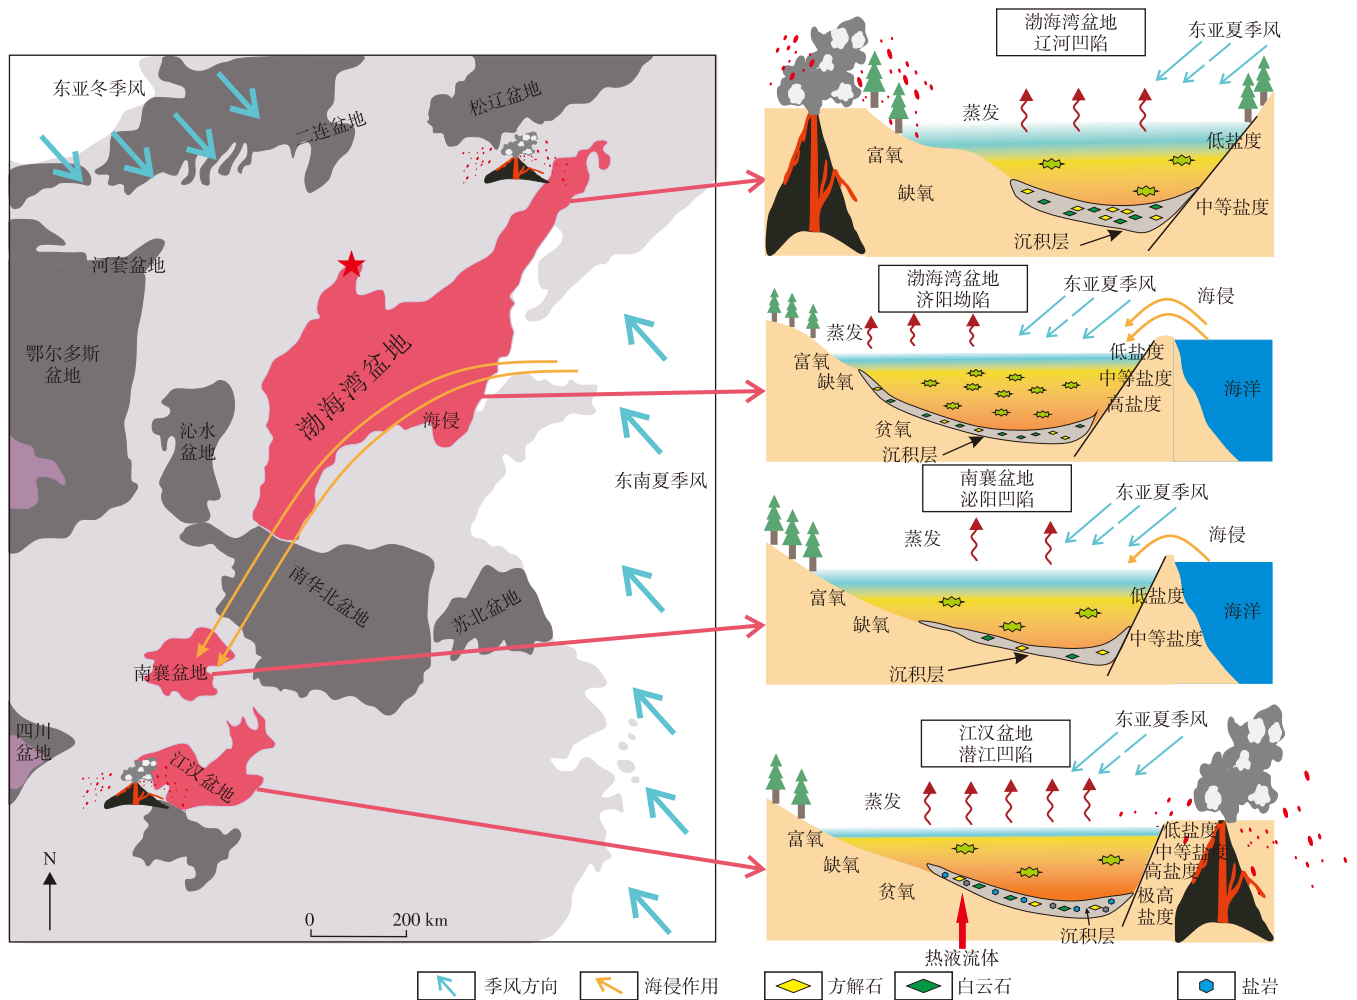 东亚冬季风
二连盆地
松辽盆地
河套盆地
鄂尔多斯
盆地
沁水
盆地
渤海湾盆地
海侵
东南夏季风
南华北盆地
苏北盆地
南襄盆地
四川
盆地
江汉盆地
N
0
200 km
渤海湾盆地
辽河凹陷
东亚夏季风
蒸发
富氧
缺氧
低盐度
中等盐度
沉积层
渤海湾盆地
济阳坳陷
东亚夏季风
海侵
蒸发
富氧
缺氧
贫氧
低盐度
中等盐度
高盐度
海洋
沉积层
南襄盆地
泌阳凹陷
东亚夏季风
海侵
蒸发
富氧
缺氧
低盐度
中等盐度
海洋
沉积层
江汉盆地
潜江凹陷
东亚夏季风
蒸发
富氧
缺氧
贫氧
低盐度
中等盐度
高盐度
极高
盐度
沉积层
热液流体
季风方向
海侵作用
方解石
白云石
盐岩